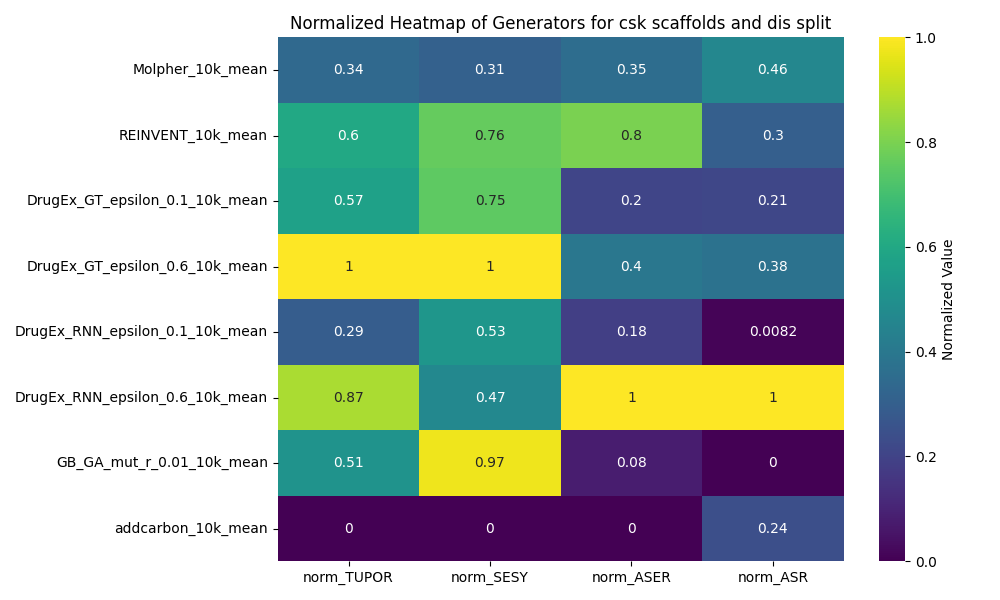 Normalized Heatmap of Generators for csk scaffolds and dis split
Molpher_10k_mean 0.34 0.31 0.35 0.46
REINVENT_10k_mean 0.6 0.76 0.8 0.3
DrugEx_GT_epsilon_0.1_10k_mean 0.57 0.75 0.2 0.21
DrugEx_GT_epsilon_0.6_10k_mean 1 1 0.4 0.38
DrugEx_RNN_epsilon_0.1_10k_mean 0.29 0.53 0.18 0.0082
DrugEx_RNN_epsilon_0.6_10k_mean 0.87 0.47 1 1
GB_GA_mut_r_0.01_10k_mean 0.51 0.97 0.08 0
addcarbon_10k_mean 0 0 0 0.24
norm_TUPOR norm_SESY norm_ASER norm_ASR
1.0
0.8
0.6
0.4
0.2
0.0
Normalized Value